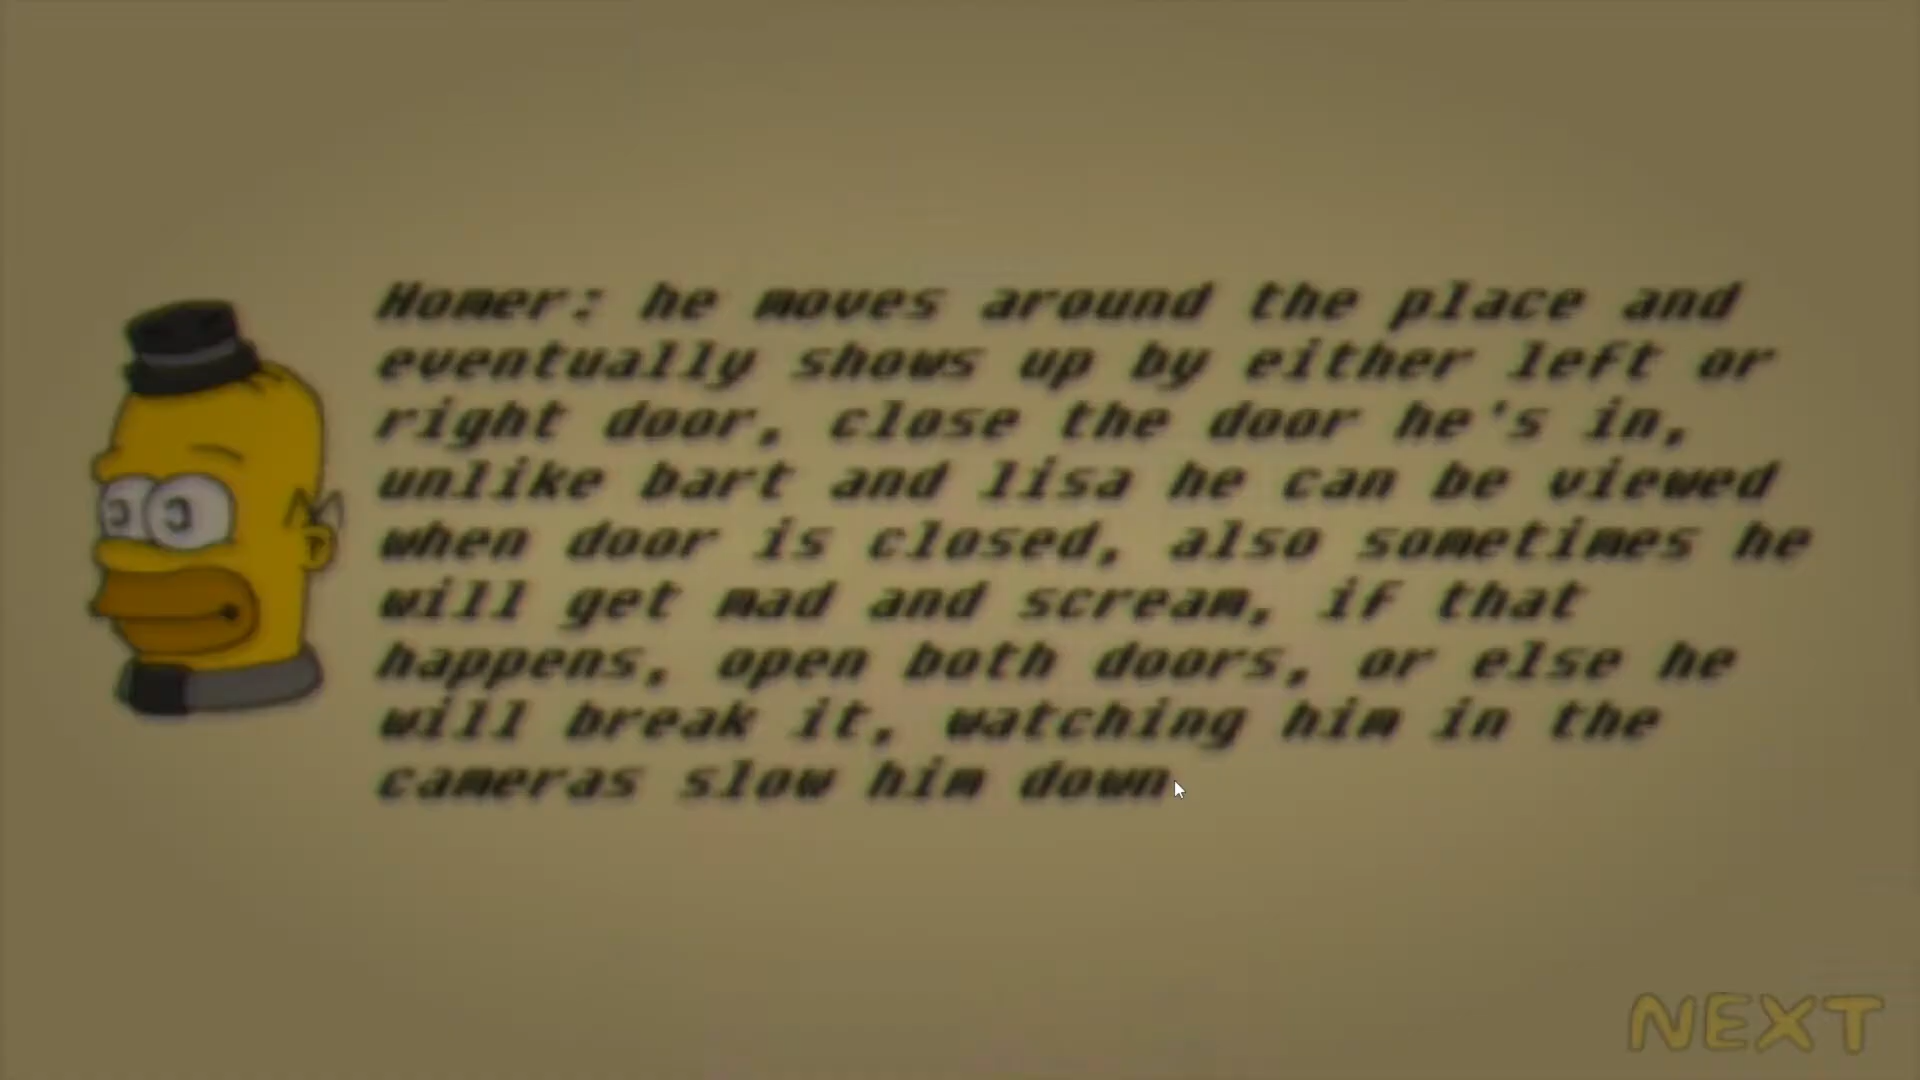 Homer: he moves around the place and
eventually shows up by either left or
right door, close the door he's in,
unlike bart and lisa he can be viewed
when door is closed, also sometimes he
will get mad and scream, if that
happens, open both doors, or else he
will break it, watching him in the
cameras slow him down
NEXT